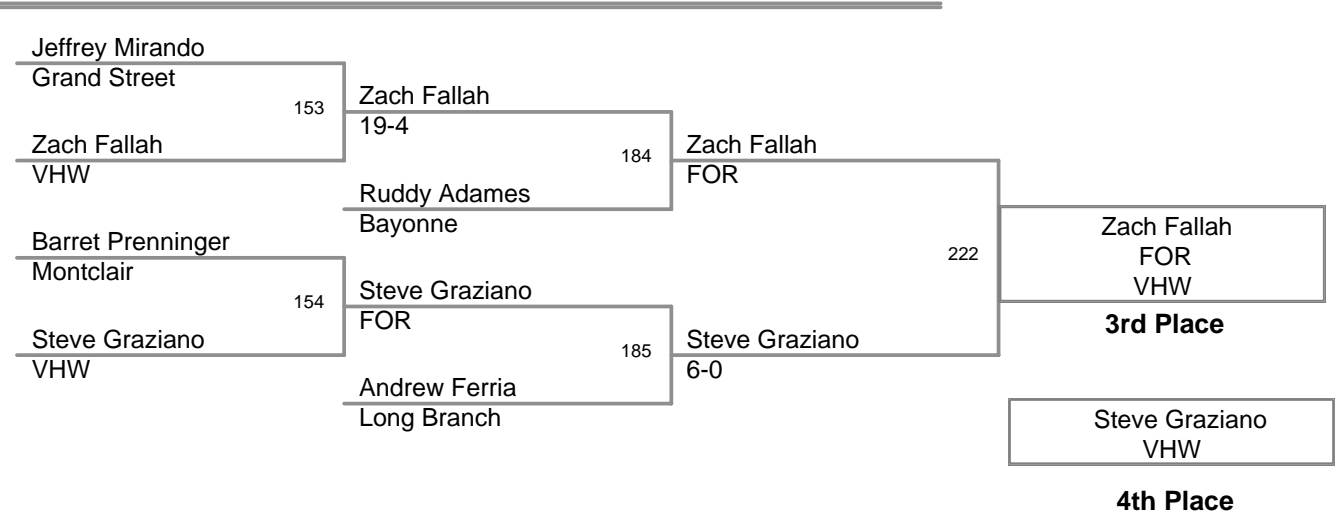 Jeffrey Mirando
Grand Street
153
Zach Fallah
VHW
Barret Prenninger
Montclair
154
Steve Graziano
VHW
Zach Fallah
19-4
184
Ruddy Adames
Bayonne
Steve Graziano
FOR
185
Andrew Ferria
Long Branch
Zach Fallah
FOR
222
Steve Graziano
6-0
Zach Fallah
FOR
VHW
3rd Place
Steve Graziano
VHW
4th Place